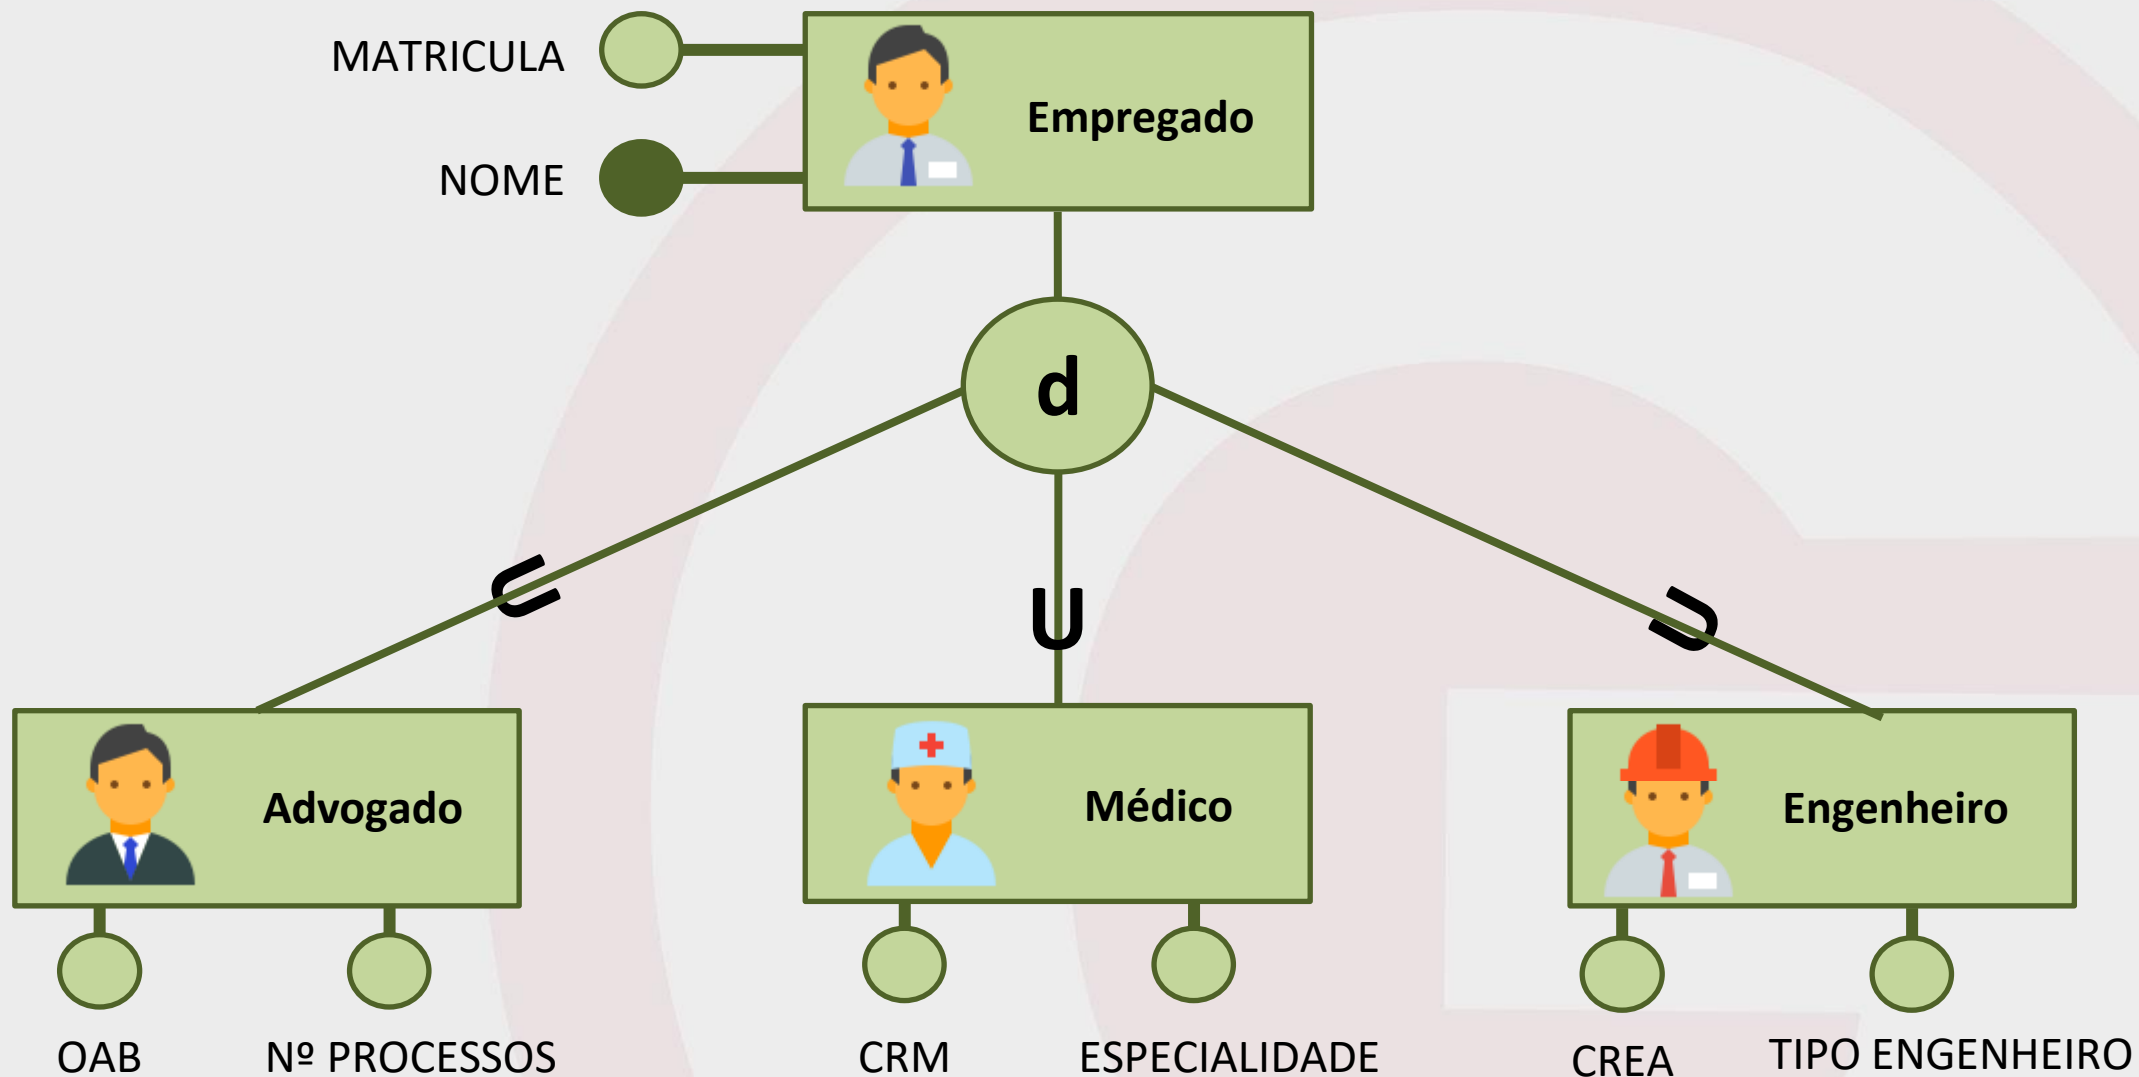 MATRICULA
Empregado
NOME
d
U
U
U
Advogado
Médico
Engenheiro
OAB
Nº PROCESSOS
CRM
ESPECIALIDADE
CREA
TIPO ENGENHEIRO